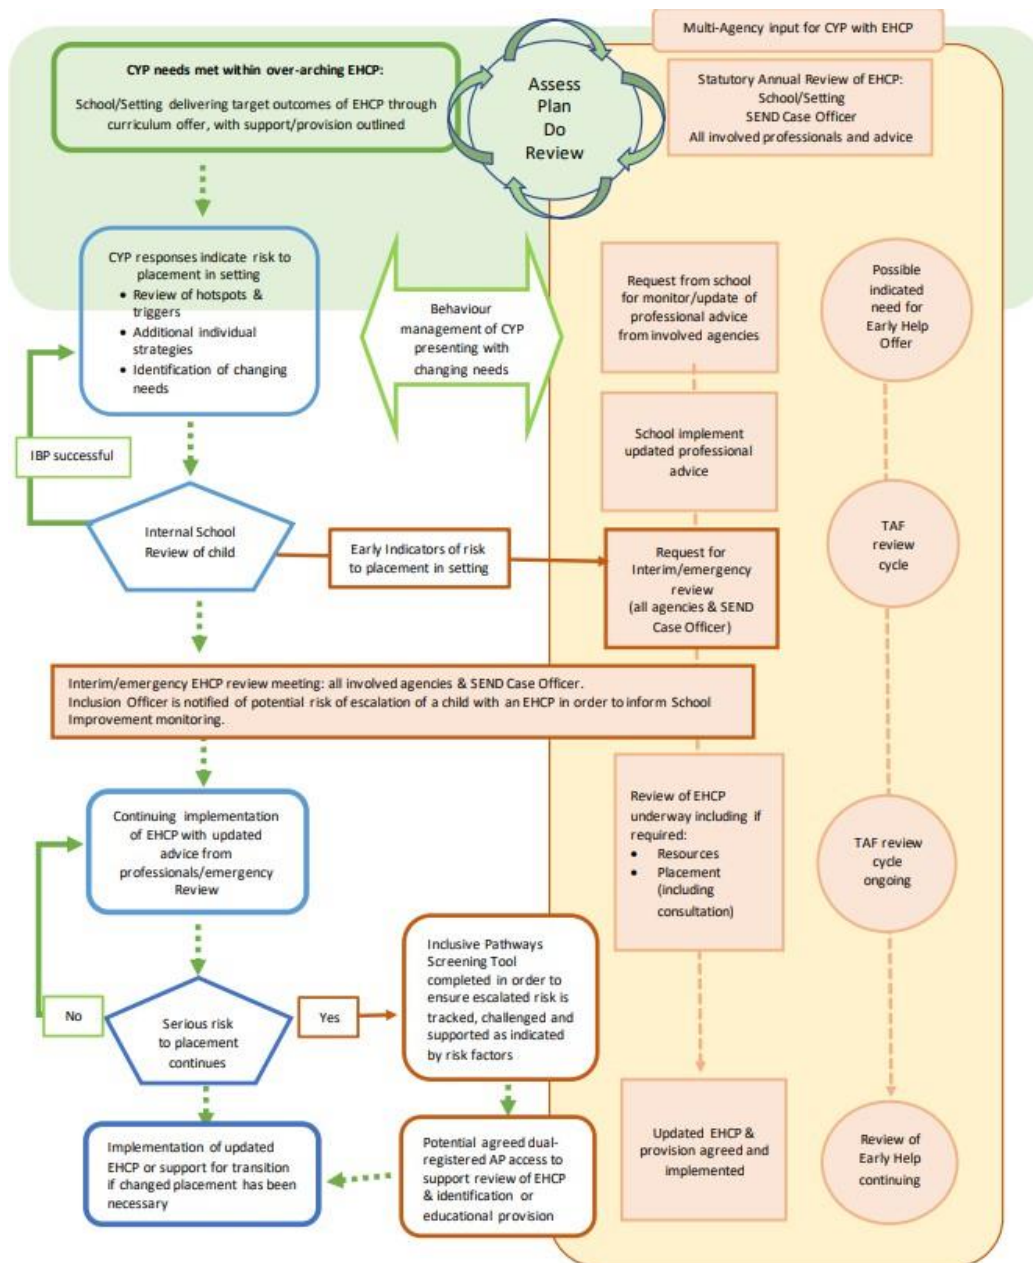 Multi-Agency input for CYP with EHCP
CYP needs met within over-arching EHCP:
School/Setting delivering target outcomes of EHCP through
curriculum offer, with support/provision outlined
Assess
Plan
Do
Review
Statutory Annual Review of EHCP:
School/Setting
SEND Case Officer
All involved professionals and advice
CYP responses indicate risk to
placement in setting
• Review of hotspots &
triggers
• Additional individual
strategies
• Identification of changing
needs
Behaviour
management of CYP
presenting with
changing needs
Request from school
for monitor/update of
professional advice
from involved agencies
Possible
indicated
need for
Early Help
Offer
IBP successful
School implement
updated professional
advice
Internal School
Review of child
Early Indicators of risk
to placement in setting
Request for
Interim/emergency
review
(all agencies & SEND
Case Officer)
TAF
review
cycle
Interim/emergency EHCP review meeting: all involved agencies & SEND Case Officer.
Inclusion Officer is notified of potential risk of escalation of a child with an EHCP in order to inform School
Improvement monitoring.
Continuing implementation
of EHCP with updated
advice from
professionals/emergency
Review
Review of EHCP
underway including if
required:
• Resources
• Placement
(including
consultation)
TAF review
cycle
ongoing
No
Serious risk
to placement
continues
Yes
Inclusive Pathways
Screening Tool
completed in order to
ensure escalated risk is
tracked, challenged and
supported as indicated
by risk factors
Implementation of updated
EHCP or support for transition
if changed placement has been
necessary
Potential agreed dual-
registered AP access to
support review of EHCP
& identification or
educational provision
Updated EHCP &
provision agreed and
implemented
Review of
Early Help
continuing